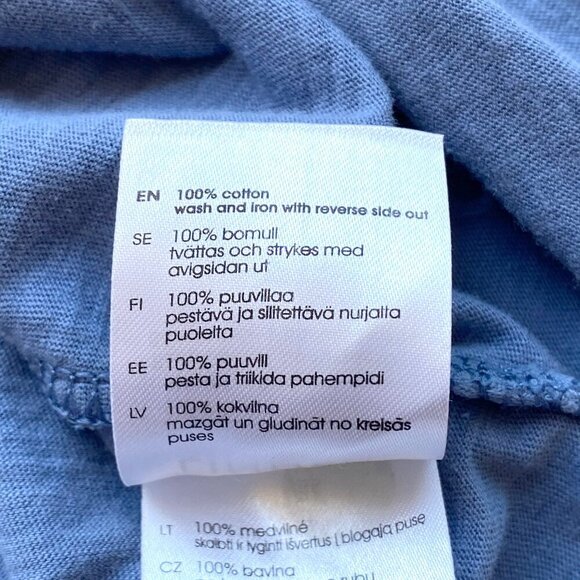 EN 100% cotton
wash and iron with reverse side out
SE 100% bomull
tvättas och strykes med
avigsidan ut
FI 100% puuvillaa
pestävä ja silitettävä nurjalta
puolelta
EE 100% puuvill
pesta ja triikida pahempidi
LV 100% kokvilna
mazgāt un gludināt no kreisās
puses
LT 100% medvilnė
skalbti ir lyginti išvertus į blogąją pusę
CZ 100% bavlna
rubu